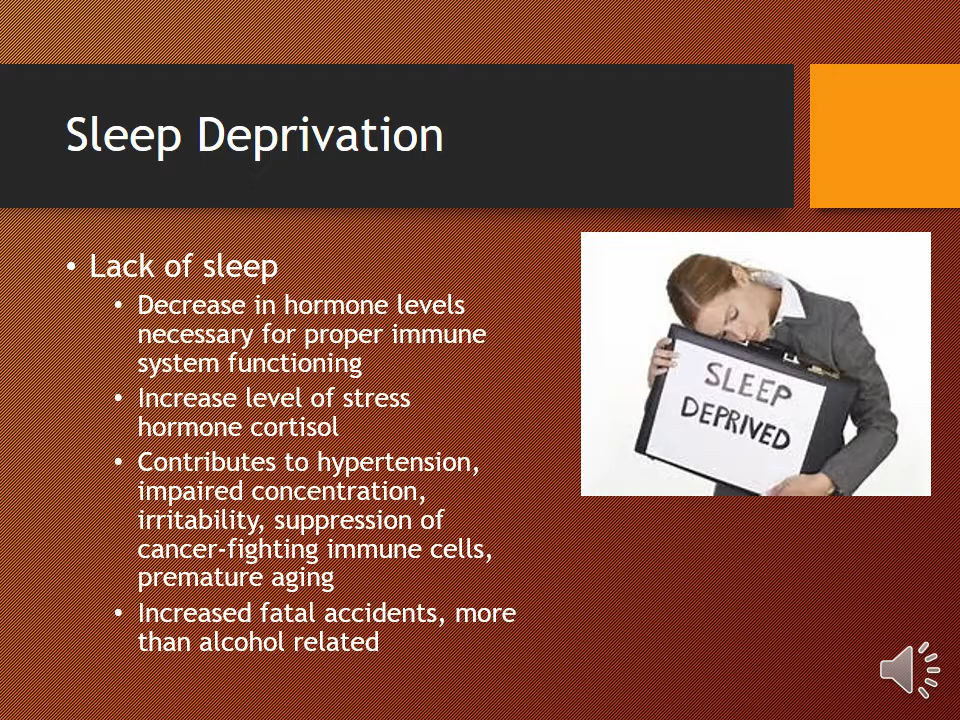 Sleep Deprivation
• Lack of sleep
• Decrease in hormone levels
necessary for proper immune
system functioning
• Increase level of stress
hormone cortisol
• Contributes to hypertension,
impaired concentration,
irritability, suppression of
cancer-fighting immune cells,
premature aging
• Increased fatal accidents, more
than alcohol related
SLEEP
DEPRIVED